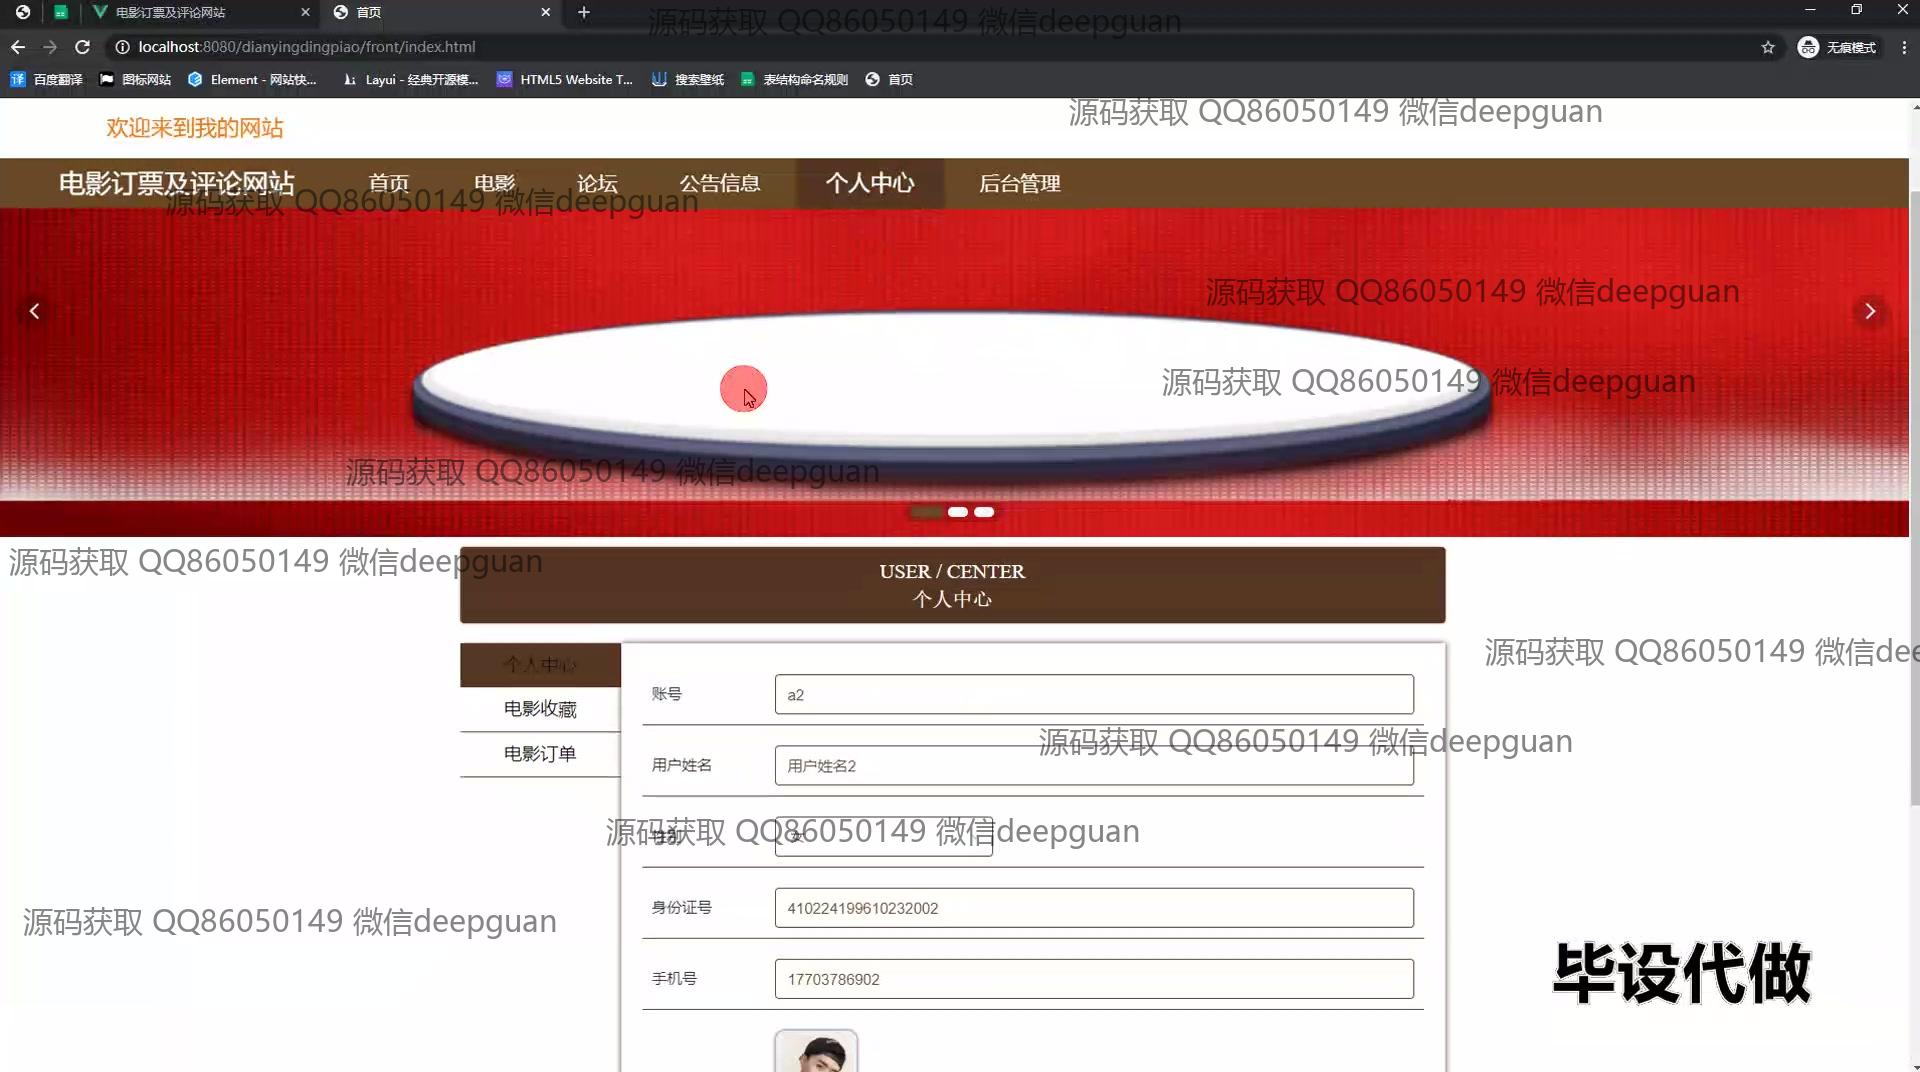 电影订票及评论网站
首页
localhost:8080/dianyingdingpiao/front/index.html
无痕模式
百度翻译
图标网站
Element - 网站快...
Layui - 经典开源模...
HTML5 Website T...
搜索壁纸
表结构命名规则
首页
源码获取 QQ86050149 微信deepguan
源码获取 QQ86050149 微信deepguan
欢迎来到我的网站
电影订票及评论网站
首页
电影
论坛
公告信息
个人中心
后台管理
源码获取 QQ86050149 微信deepguan
源码获取 QQ86050149 微信deepguan
源码获取 QQ86050149 微信deepguan
源码获取 QQ86050149 微信deepguan
源码获取 QQ86050149 微信deepguan
USER / CENTER
个人中心
个人中心
电影收藏
电影订单
源码获取 QQ86050149 微信dee
账号
a2
源码获取 QQ86050149 微信deepguan
用户姓名
用户姓名2
源码获取 QQ86050149 微信deepguan
性别
女
身份证号
410224199610232002
源码获取 QQ86050149 微信deepguan
手机号
17703786902
毕设代做